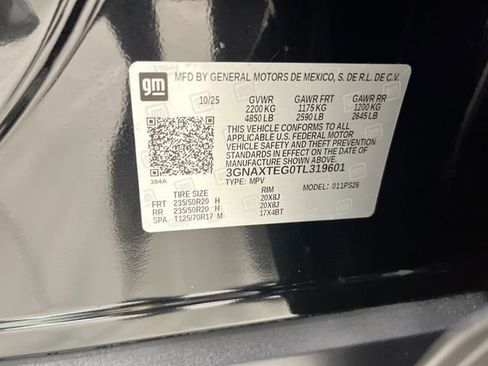 gm
MFD BY GENERAL MOTORS DE MEXICO, S. DE R.L. DE C.V.
10/25 GVWR GAWR FRT GAWR RR
2200 KG 1175 KG 1200 KG
4850 LB 2590 LB 2645 LB
THIS VEHICLE CONFORMS TO ALL
APPLICABLE U.S. FEDERAL MOTOR
VEHICLE SAFETY AND THEFT
PREVENTION STANDARDS IN EFFECT ON
THE DATE OF MANUFACTURE SHOWN ABOVE.
3GNAXTEG0TL319601
384A TYPE: MPV MODEL: 011PS26
TIRE SIZE RIM
FRT 235/50R20 H 20X8J
RR 235/50R20 H 20X8J
SPA T125/70R17 M 17X4BT